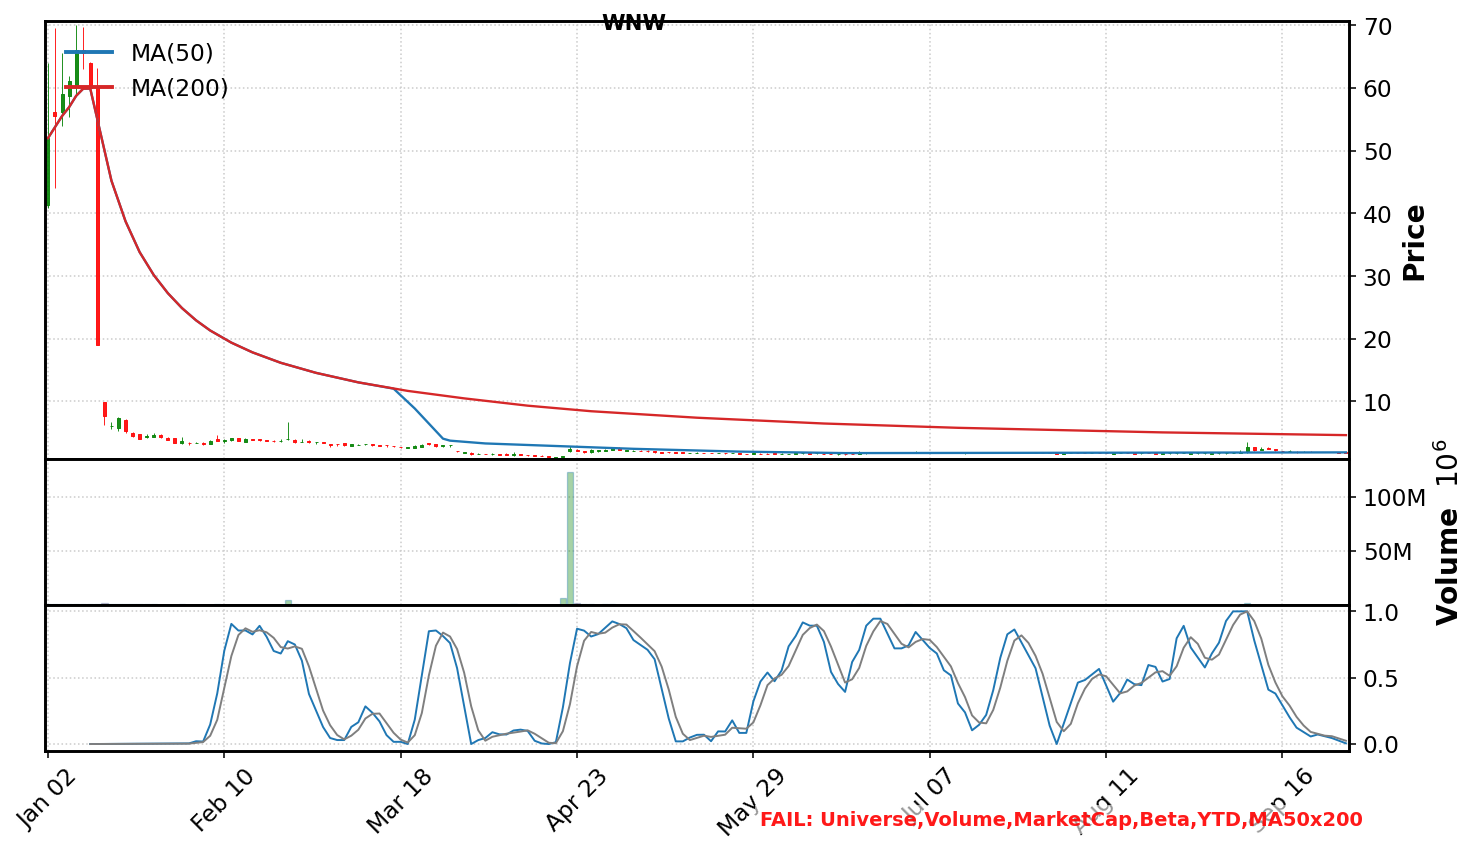 WNW
MA(50)
MA(200)
70
60
50
40
30
20
10
Price
100M
50M
Volume 10^6
1.0
0.5
0.0
Jan 02
Feb 10
Mar 18
Apr 23
May 29
Jul 07
Aug 11
Sep 16
FAIL: Universe,Volume,MarketCap,Beta,YTD,MA50x200